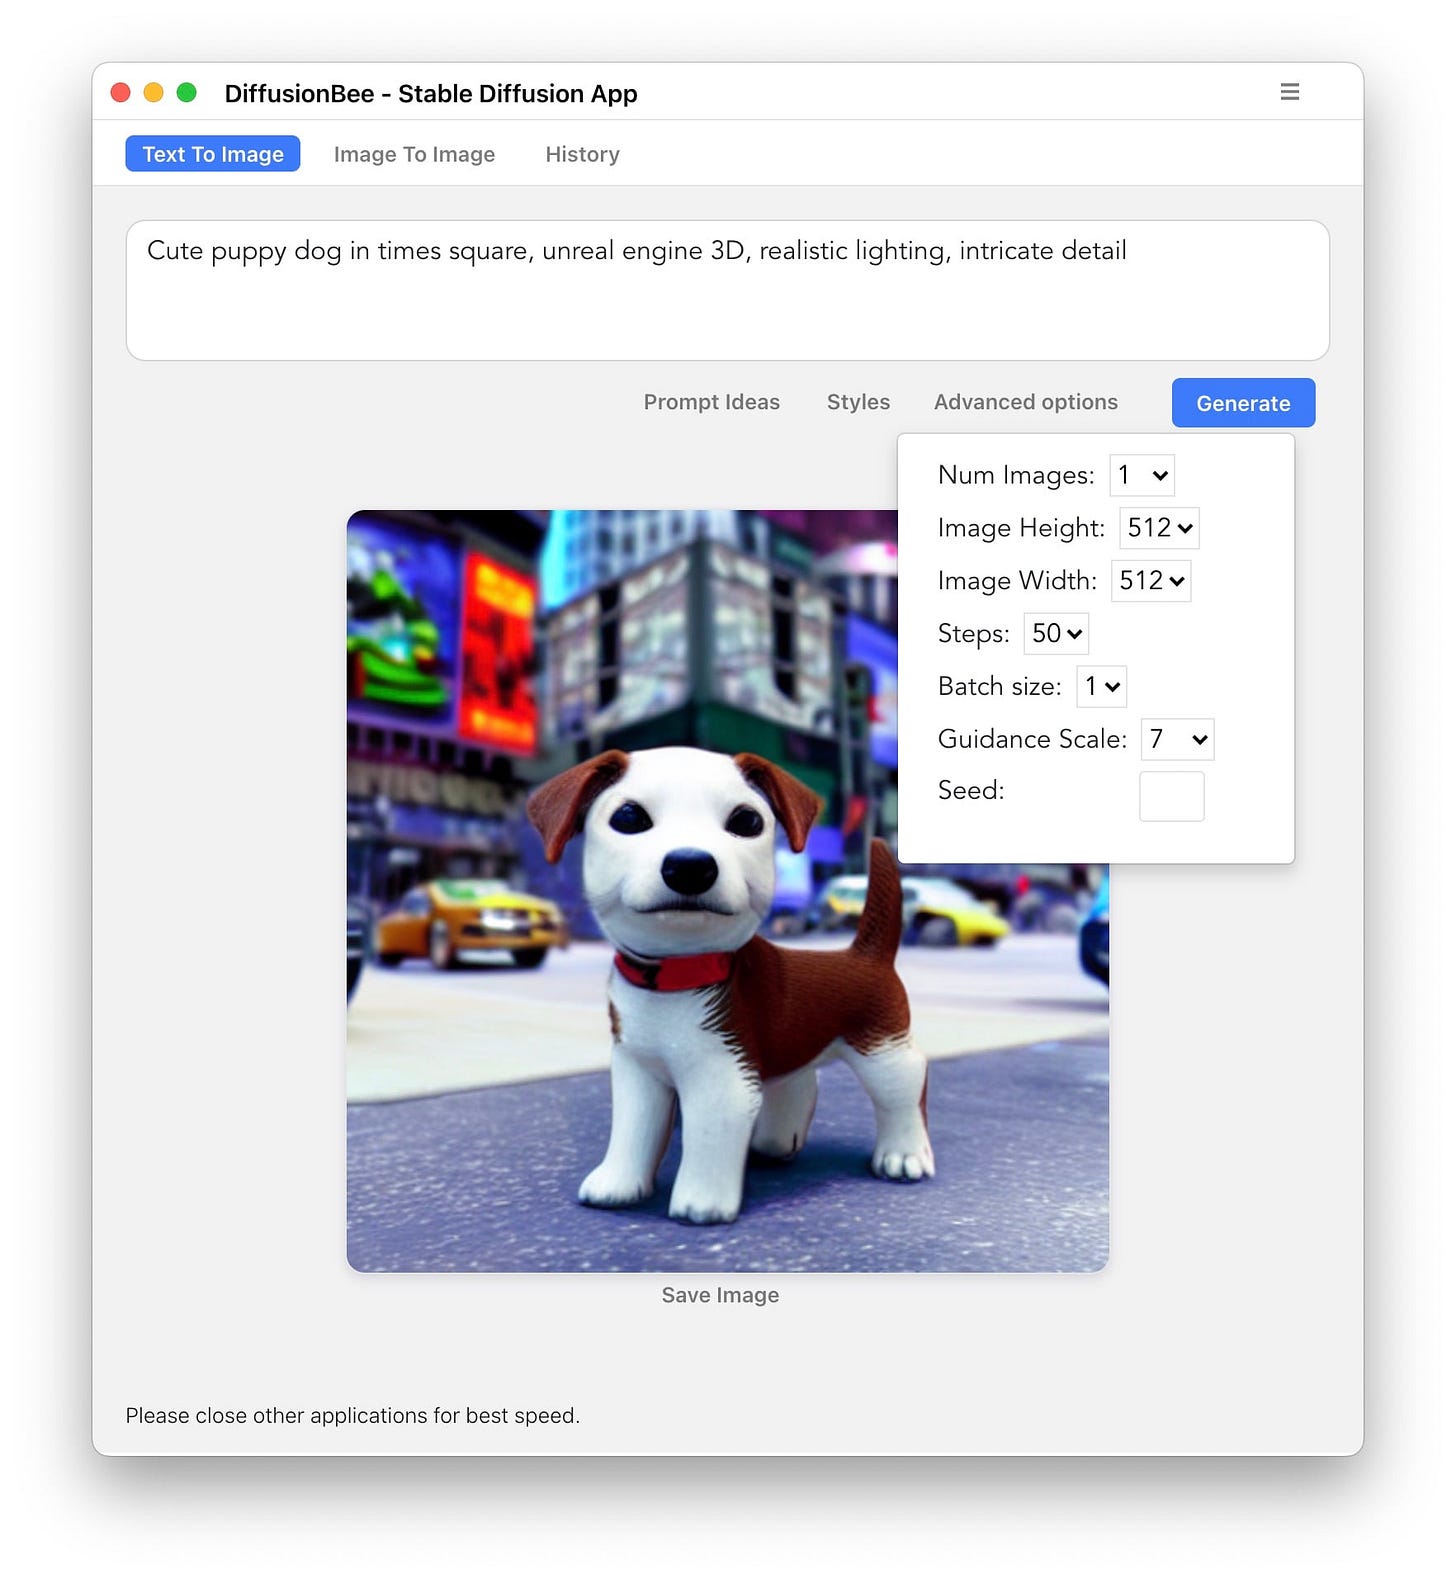 DiffusionBee - Stable Diffusion App
Text To Image
Image To Image
History
Cute puppy dog in times square, unreal engine 3D, realistic lighting, intricate detail
Prompt Ideas
Styles
Advanced options
Generate
Num Images: 1
Image Height: 512
Image Width: 512
Steps: 50
Batch size: 1
Guidance Scale: 7
Seed:
Save Image
Please close other applications for best speed.